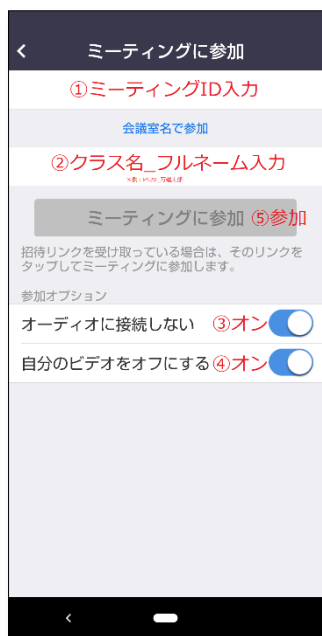 ミーティングに参加
①ミーティングID入力
会議室名で参加
②クラス名_フルネーム入力
ミーティングに参加 ⑤参加
招待リンクを受け取っている場合は、そのリンクを
タップしてミーティングに参加します。
参加オプション
オーディオに接続しない ③オン
自分のビデオをオフにする ④オン